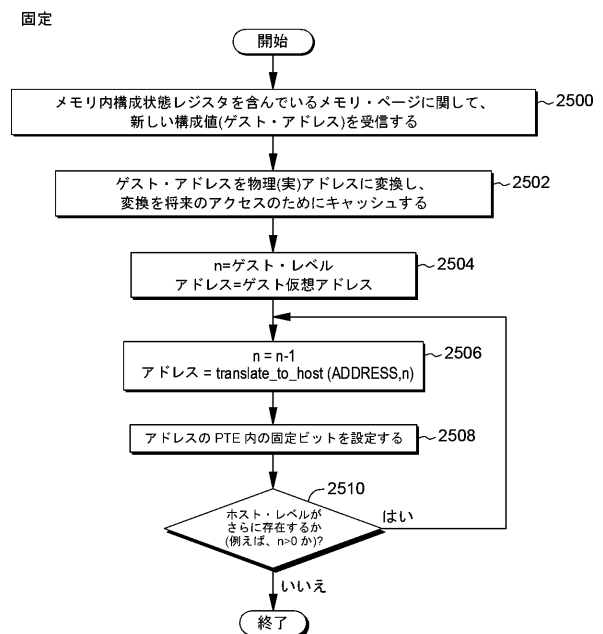 固定
開始
メモリ内構成状態レジスタを含んでいるメモリ・ページに関して、
新しい構成値(ゲスト・アドレス)を受信する
2500
ゲスト・アドレスを物理(実)アドレスに変換し、
変換を将来のアクセスのためにキャッシュする
2502
n=ゲスト・レベル
アドレス=ゲスト仮想アドレス
2504
n = n-1
アドレス = translate_to_host (ADDRESS,n)
2506
アドレスの PTE 内の固定ビットを設定する
2508
2510
ホスト・レベルが
さらに存在するか
(例えば、n>0 か)?
はい
いいえ
終了